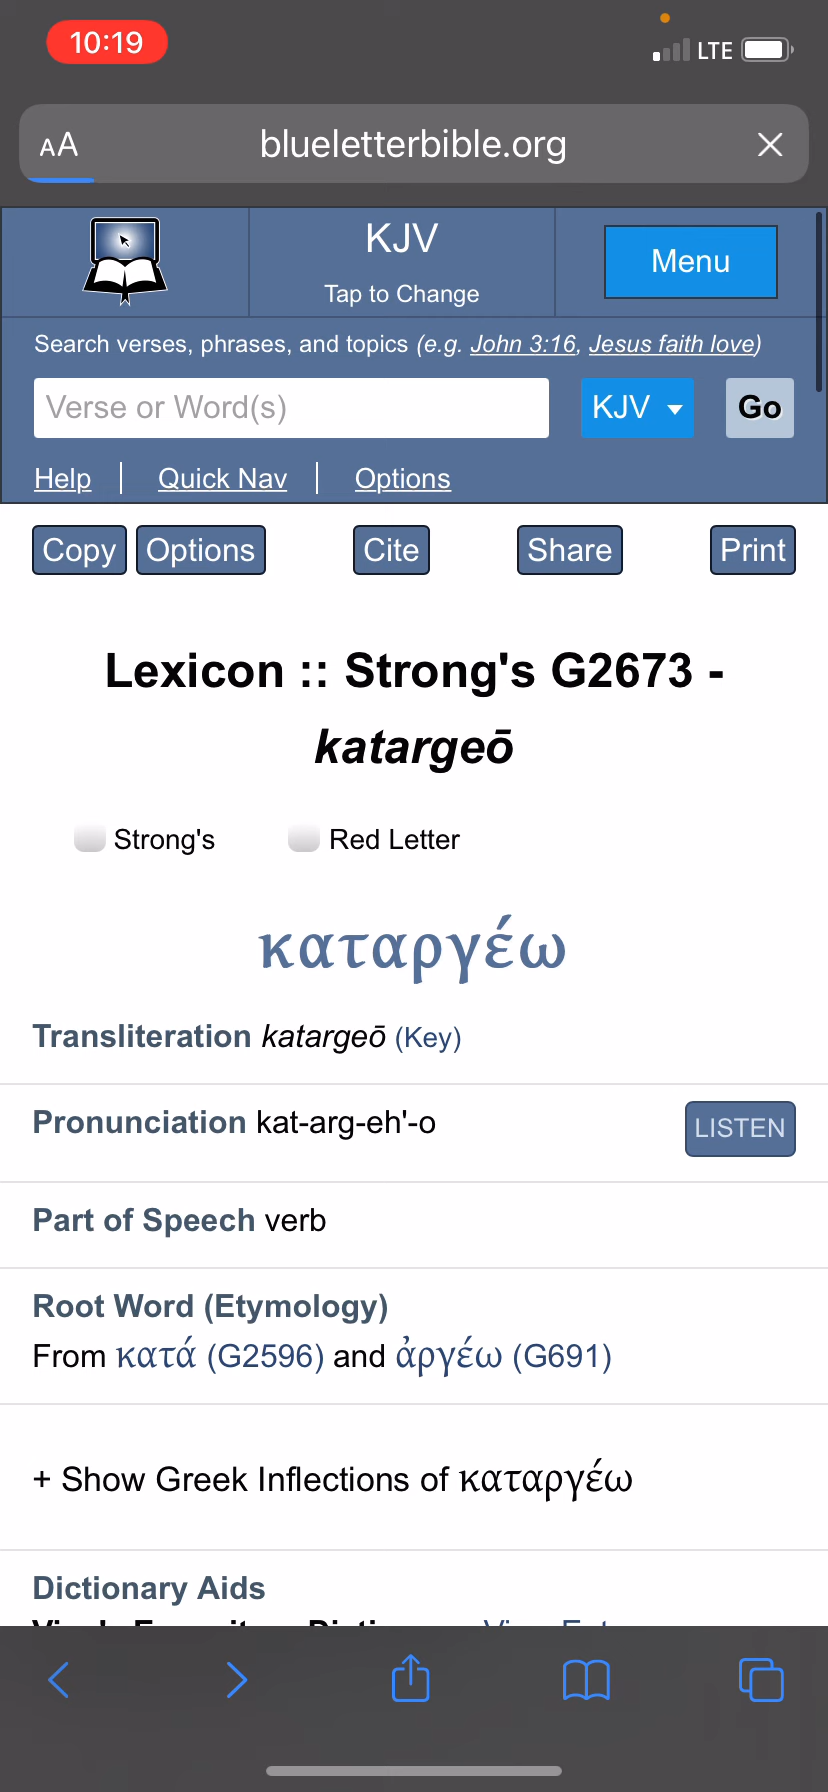 10:19
LTE
AA blueletterbible.org
KJV
Tap to Change
Menu
Search verses, phrases, and topics (e.g. John 3:16, Jesus faith love)
Verse or Word(s) KJV Go
Help Quick Nav Options
Copy Options Cite Share Print
Lexicon :: Strong's G2673 -
katargeō
Strong's Red Letter
καταργέω
Transliteration katargeō (Key)
Pronunciation kat-arg-eh'-o LISTEN
Part of Speech verb
Root Word (Etymology)
From κατά (G2596) and ἀργέω (G691)
+ Show Greek Inflections of καταργέω
Dictionary Aids